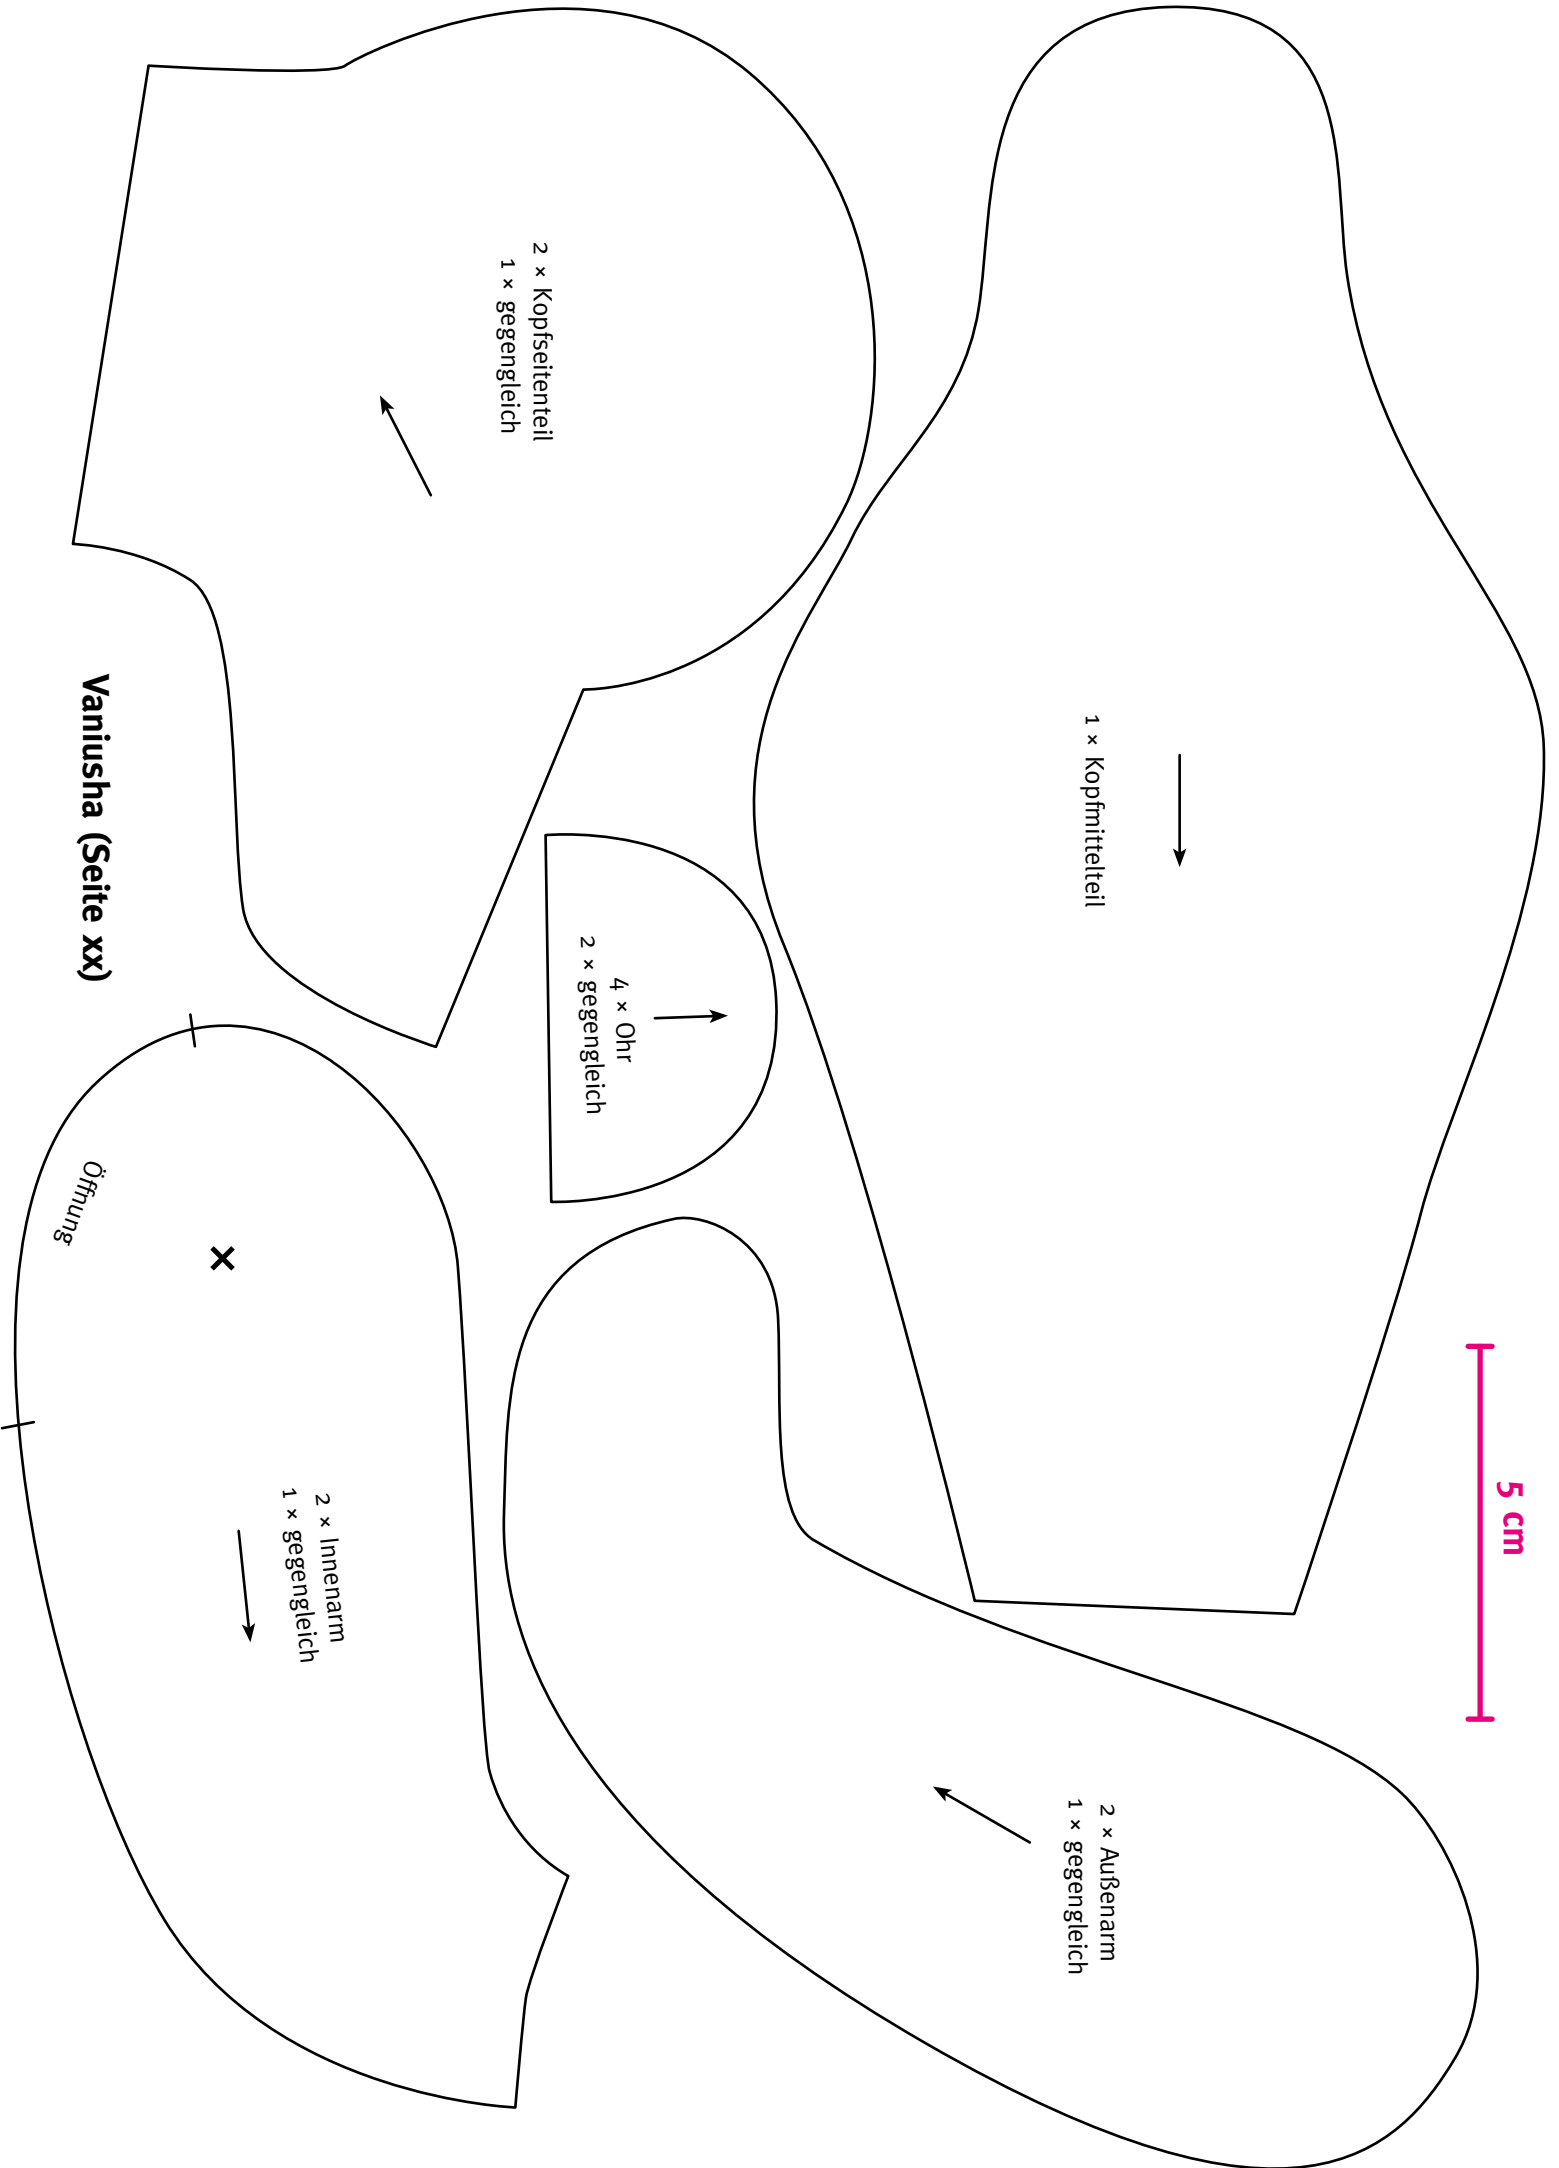 2 × Kopfseitenteil
1 × gegengleich
1 × Kopfmittelteil
4 × Ohr
2 × gegengleich
Vaniusha (Seite xx)
Öffnung
5 cm
2 × Innenarm
1 × gegengleich
2 × Außenarm
1 × gegengleich